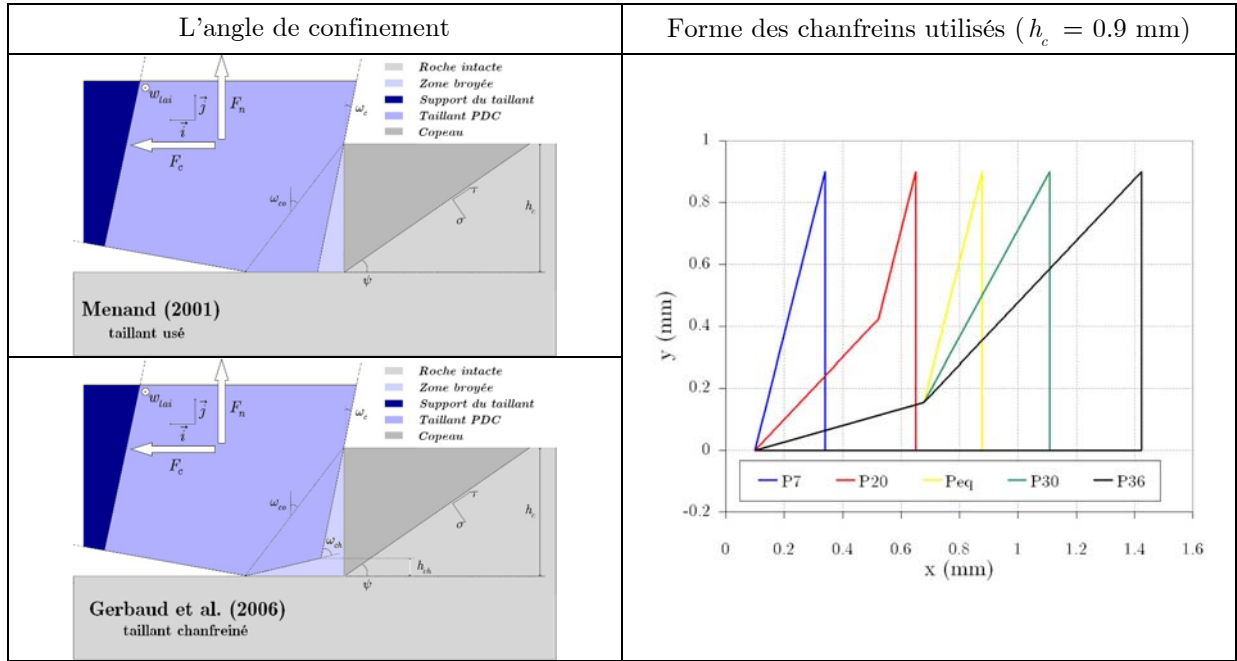 L'angle de confinement
Forme des chanfreins utilisés (h_c = 0.9 mm)
Roche intacte
Zone broyée
Support du taillant
Taillant PDC
Copeau
w_lai
j
i
F_n
F_c
ω_c
ω_co
τ
σ
h_c
ψ
Menand (2001)
taillant usé
Roche intacte
Zone broyée
Support du taillant
Taillant PDC
Copeau
w_lai
j
i
F_n
F_c
ω_c
ω_co
ω_ch
τ
σ
h_c
h_ch
ψ
Gerbaud et al. (2006)
taillant chanfreiné
1
0.8
0.6
0.4
0.2
0
-0.2
y (mm)
P7 P20 Peq P30 P36
0 0.2 0.4 0.6 0.8 1 1.2 1.4 1.6
x (mm)